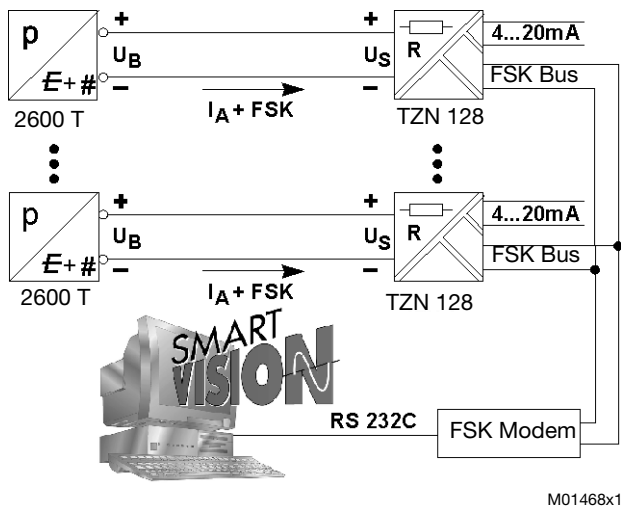 p
E+#
2600 T
+
U_B
−
I_A + FSK
+
U_S
−
R
TZN 128
4...20mA
FSK Bus
p
E+#
2600 T
+
U_B
−
I_A + FSK
+
U_S
−
R
TZN 128
4...20mA
FSK Bus
SMART
VISION
RS 232C
FSK Modem
M01468x1